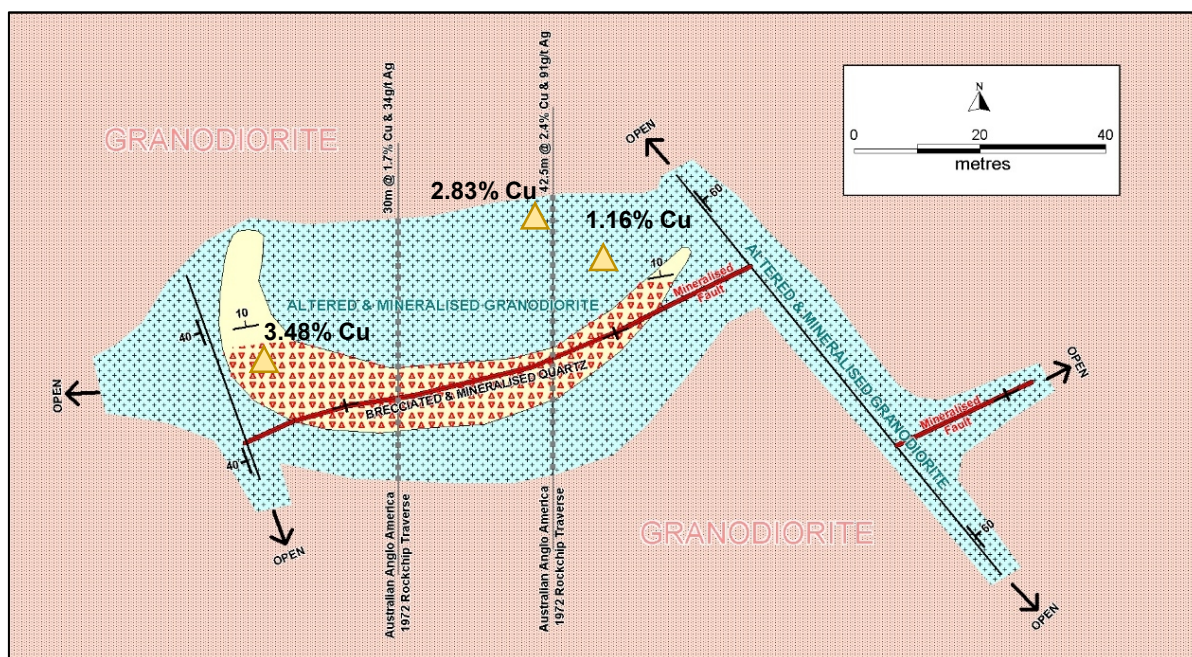 GRANODIORITE
30m @ 1.7% Cu & 34g/t Ag
42.5m @ 2.4% Cu & 91g/t Ag
OPEN
N
0 20 40
metres
2.83% Cu
1.16% Cu
60
10
Mineralised
Fault
ALTERED & MINERALISED GRANODIORITE
ALTERED & MINERALISED GRANODIORITE
10
40
3.48% Cu
OPEN
BRECCIATED & MINERALISED QUARTZ
OPEN
Mineralised
Fault
40
OPEN
Australian Anglo America
1972 Rockchip Traverse
Australian Anglo America
1972 Rockchip Traverse
GRANODIORITE
60
OPEN